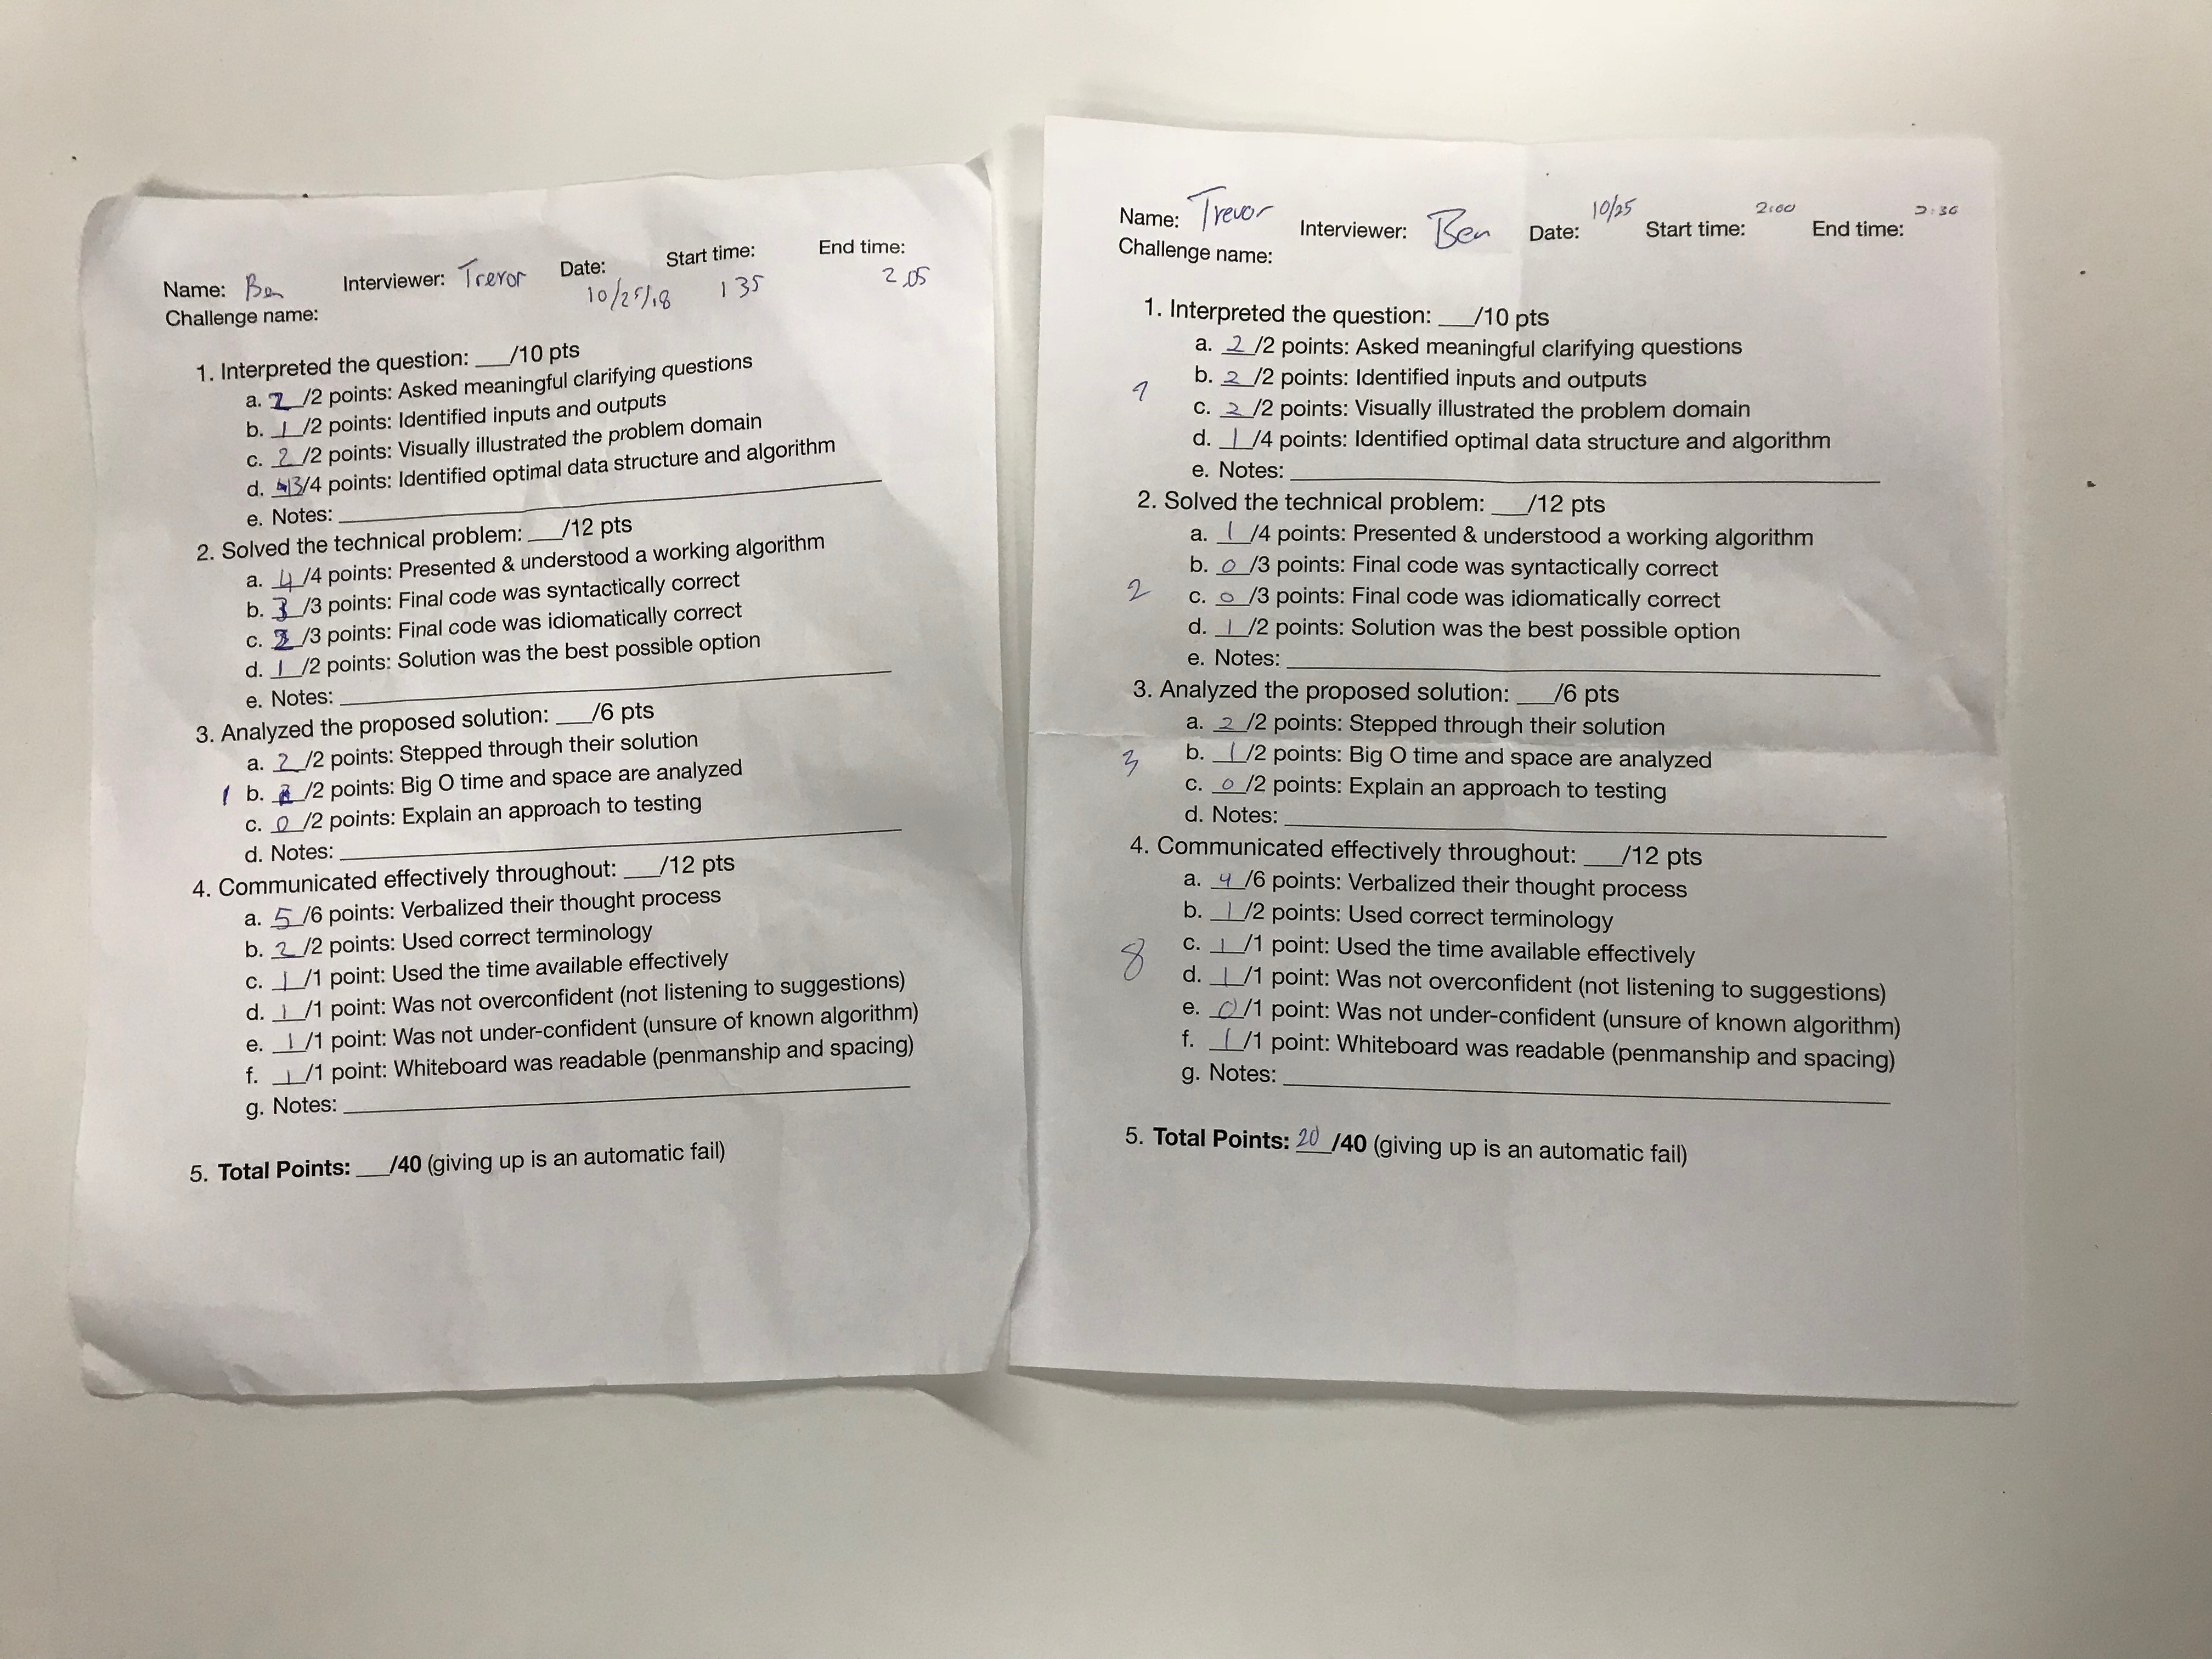 Name: Ben Interviewer: Trevor Date: 10/25/18 Start time: 1 35 End time: 2 05
Challenge name:
1. Interpreted the question: ___/10 pts
a. 2 /2 points: Asked meaningful clarifying questions
b. 1 /2 points: Identified inputs and outputs
c. 2 /2 points: Visually illustrated the problem domain
d. 3/4 points: Identified optimal data structure and algorithm
e. Notes:
2. Solved the technical problem: ___/12 pts
a. 4 /4 points: Presented & understood a working algorithm
b. 3 /3 points: Final code was syntactically correct
c. /3 points: Final code was idiomatically correct
d. 1 /2 points: Solution was the best possible option
e. Notes:
3. Analyzed the proposed solution: ___/6 pts
a. 2 /2 points: Stepped through their solution
1 b. /2 points: Big O time and space are analyzed
c. 0 /2 points: Explain an approach to testing
d. Notes:
4. Communicated effectively throughout: ___/12 pts
a. 5 /6 points: Verbalized their thought process
b. 2 /2 points: Used correct terminology
c. 1 /1 point: Used the time available effectively
d. 1 /1 point: Was not overconfident (not listening to suggestions)
e. 1 /1 point: Was not under-confident (unsure of known algorithm)
f. 1 /1 point: Whiteboard was readable (penmanship and spacing)
g. Notes:
5. Total Points: ___/40 (giving up is an automatic fail)
Name: Trevor Interviewer: Ben Date: 10/25 Start time: 2:00 End time: 2:36
Challenge name:
1. Interpreted the question: ___/10 pts
a. 2 /2 points: Asked meaningful clarifying questions
b. 2 /2 points: Identified inputs and outputs
7
c. 2 /2 points: Visually illustrated the problem domain
d. 1 /4 points: Identified optimal data structure and algorithm
e. Notes:
2. Solved the technical problem: ___/12 pts
a. 1 /4 points: Presented & understood a working algorithm
b. 0 /3 points: Final code was syntactically correct
2
c. 0 /3 points: Final code was idiomatically correct
d. 1 /2 points: Solution was the best possible option
e. Notes:
3. Analyzed the proposed solution: ___/6 pts
a. 2 /2 points: Stepped through their solution
3 b. 1 /2 points: Big O time and space are analyzed
c. 0 /2 points: Explain an approach to testing
d. Notes:
4. Communicated effectively throughout: ___/12 pts
a. 4 /6 points: Verbalized their thought process
b. 1 /2 points: Used correct terminology
8 c. 1 /1 point: Used the time available effectively
d. 1 /1 point: Was not overconfident (not listening to suggestions)
e. 0 /1 point: Was not under-confident (unsure of known algorithm)
f. 1 /1 point: Whiteboard was readable (penmanship and spacing)
g. Notes:
5. Total Points: 20 /40 (giving up is an automatic fail)